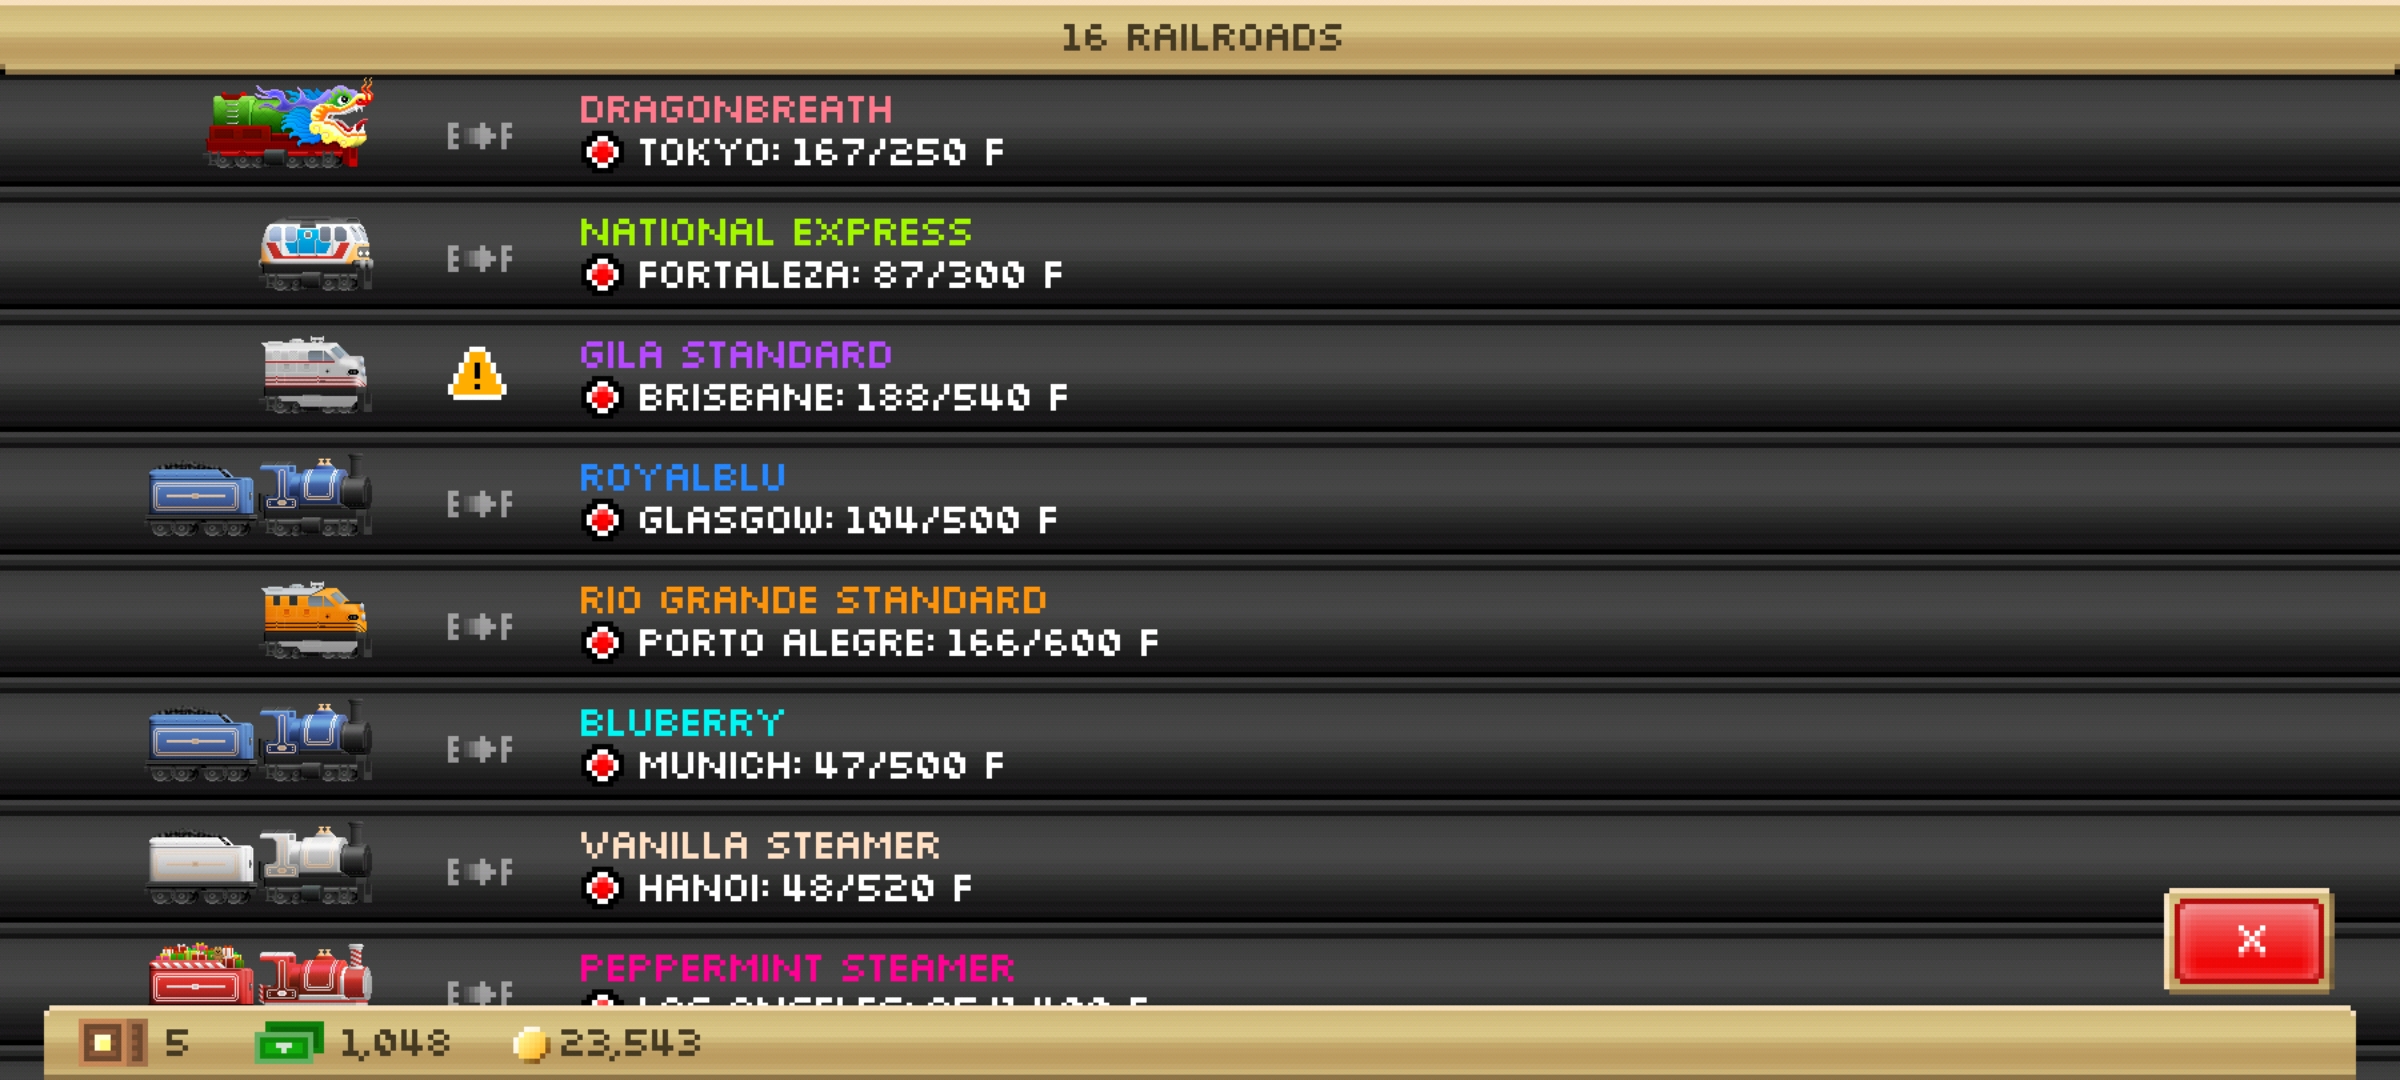 16 RAILROADS
E F
DRAGONBREATH
TOKYO: 167/250 F
E F
NATIONAL EXPRESS
FORTALEZA: 87/300 F
!
GILA STANDARD
BRISBANE: 188/540 F
E F
ROYALBLU
GLASGOW: 104/500 F
E F
RIO GRANDE STANDARD
PORTO ALEGRE: 166/600 F
E F
BLUBERRY
MUNICH: 47/500 F
E F
VANILLA STEAMER
HANOI: 48/520 F
E F
PEPPERMINT STEAMER
LOS ANGELES:
X
5 1,048 23,543